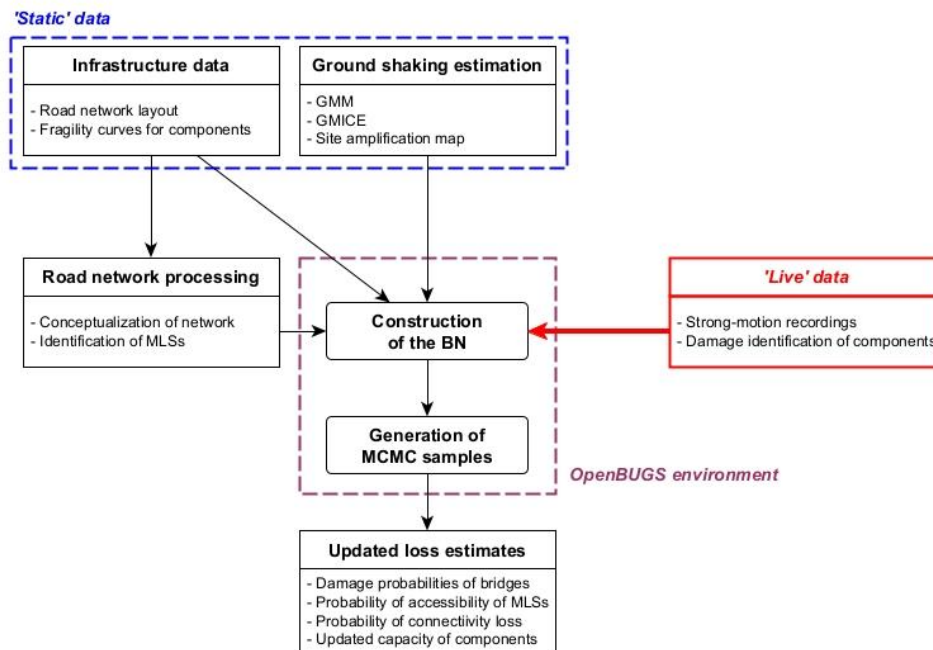 'Static' data
Infrastructure data
- Road network layout
- Fragility curves for components
Ground shaking estimation
- GMM
- GMICE
- Site amplification map
Road network processing
- Conceptualization of network
- Identification of MLSs
Construction
of the BN
'Live' data
- Strong-motion recordings
- Damage identification of components
Generation of
MCMC samples
OpenBUGS environment
Updated loss estimates
- Damage probabilities of bridges
- Probability of accessibility of MLSs
- Probability of connectiivity loss
- Updated capacity of components